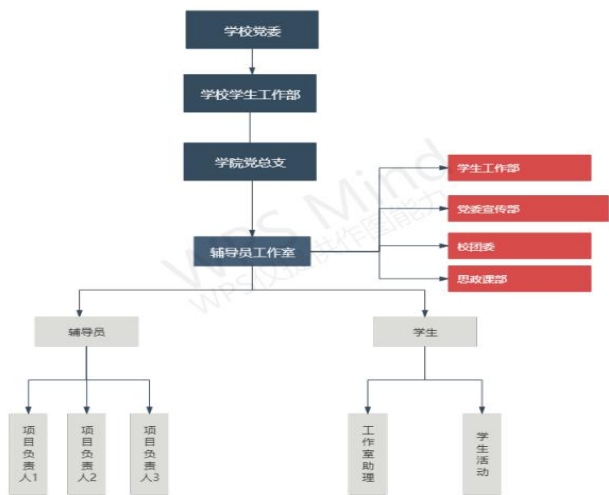 学校党委
学校学生工作部
学院党总支
学生工作部
党委宣传部
辅导员工作室
校团委
思政课部
辅导员
学生
项目负责人1
项目负责人2
项目负责人3
工作室助理
学生活动
WPS Mind